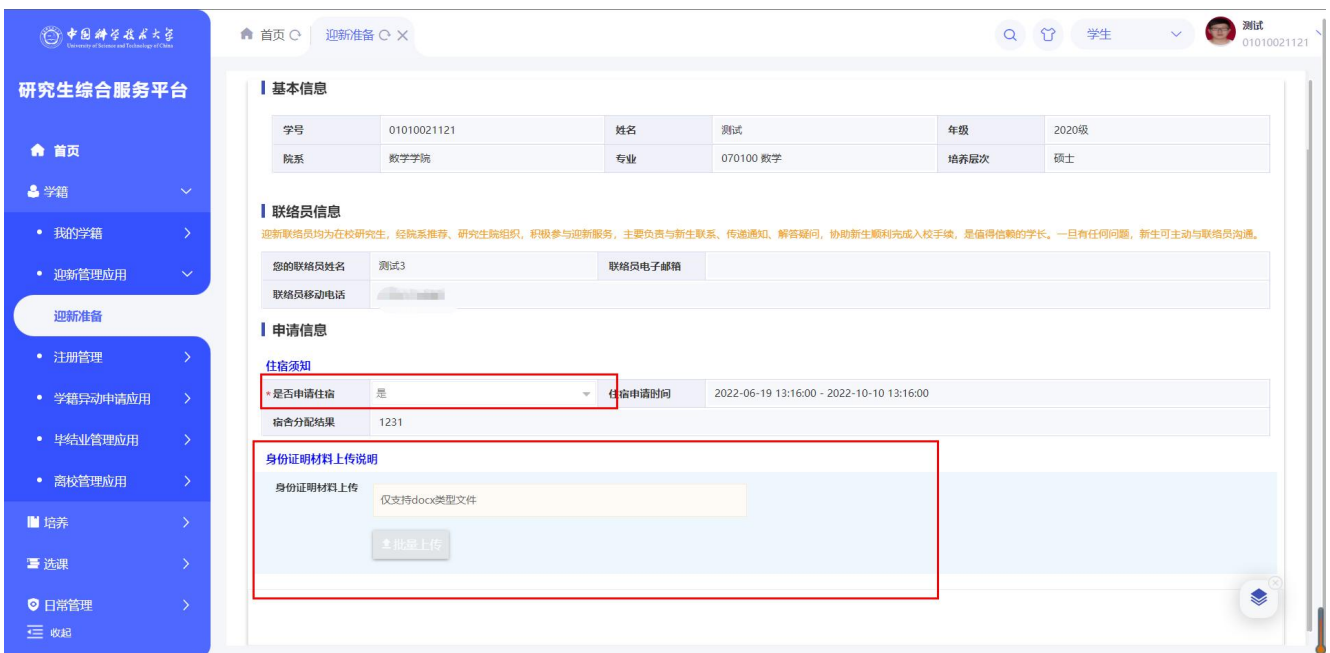 中国科学技术大学
University of Science and Technology of China
首页
迎新准备
学生
测试
01010021121
研究生综合服务平台
首页
学籍
我的学籍
迎新管理应用
迎新准备
注册管理
学籍异动申请应用
毕结业管理应用
离校管理应用
培养
选课
日常管理
收起
基本信息
学号 01010021121 姓名 测试 年级 2020级
院系 数学学院 专业 070100 数学 培养层次 硕士
联络员信息
迎新联络员均为在校研究生，经院系推荐、研究生院组织，积极参与迎新服务，主要负责与新生联系、传递通知、解答疑问，协助新生顺利完成入校手续，是值得信赖的学长。一旦有任何问题，新生可主动与联络员沟通。
您的联络员姓名 测试3 联络员电子邮箱
联络员移动电话
申请信息
住宿须知
*是否申请住宿 是 住宿申请时间 2022-06-19 13:16:00 - 2022-10-10 13:16:00
宿舍分配结果 1231
身份证明材料上传说明
身份证明材料上传
仅支持docx类型文件
批量上传